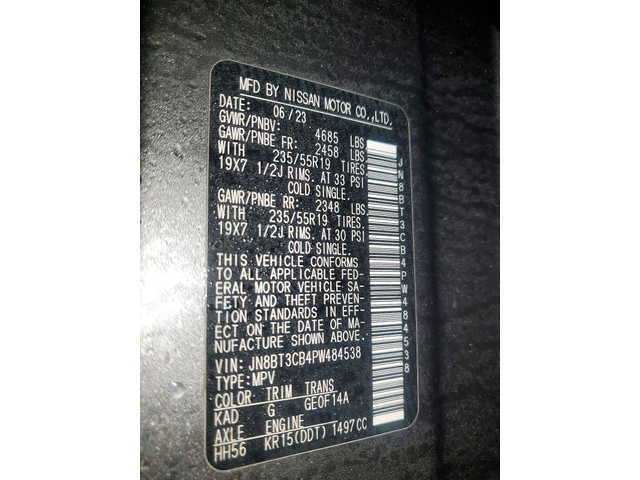 MFD BY NISSAN MOTOR CO.,LTD.
DATE: 06/23
GVWR/PNBV: 4685 LBS.
GAWR/PNBE FR: 2458 LBS.
WITH 235/55R19 TIRES.
19X7 1/2J RIMS. AT 33 PSI
COLD SINGLE.
GAWR/PNBE RR: 2348 LBS.
WITH 235/55R19 TIRES.
19X7 1/2J RIMS. AT 30 PSI
COLD SINGLE.
THIS VEHICLE CONFORMS
TO ALL APPLICABLE FED-
ERAL MOTOR VEHICLE SA-
FETY AND THEFT PREVEN-
TION STANDARDS IN EFF-
ECT ON THE DATE OF MA-
NUFACTURE SHOWN ABOVE.
VIN: JN8BT3CB4PW484538
TYPE:MPV
COLOR TRIM TRANS
KAD G GE0F14A
AXLE ENGINE
HH56 KR15(DDT) 1497CC
JN8BT3CB4PW484538